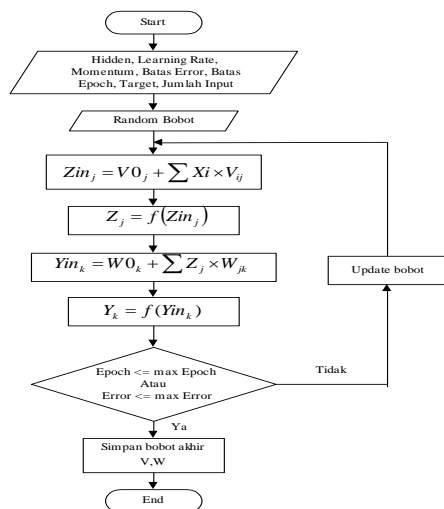 Start
Hidden, Learning Rate,
Momentum, Batas Error, Batas
Epoch, Target, Jumlah Input
Random Bobot
Zin_j = V0_j + ∑ Xi × V_ij
Z_j = f(Zin_j)
Yin_k = W0_k + ∑ Z_j × W_jk
Update bobot
Y_k = f(Yin_k)
Epoch <= max Epoch
Atau
Error <= max Error
Tidak
Ya
Simpan bobot akhir
V,W
End